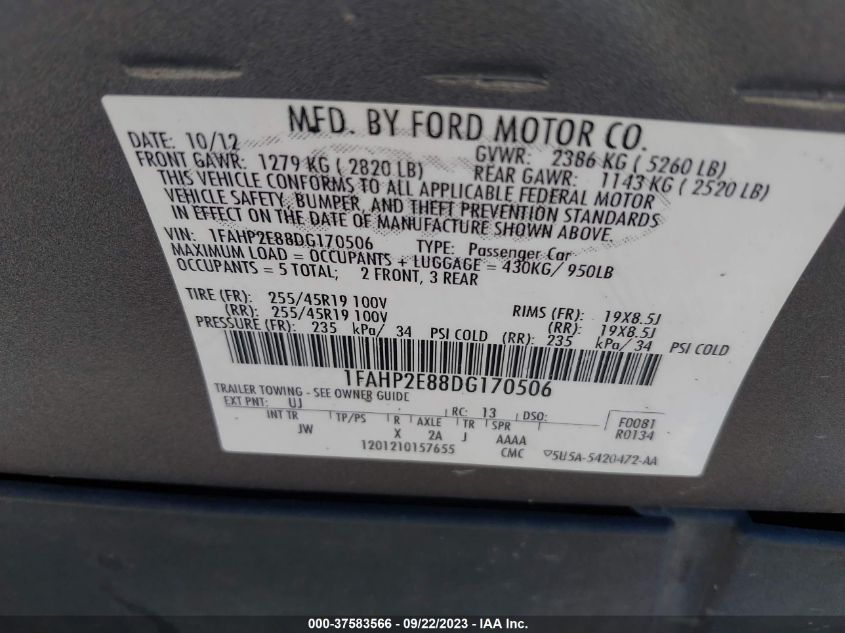 MFD. BY FORD MOTOR CO.
DATE: 10/12 GVWR: 2386 KG ( 5260 LB)
FRONT GAWR: 1279 KG ( 2820 LB) REAR GAWR: 1143 KG ( 2520 LB)
THIS VEHICLE CONFORMS TO ALL APPLICABLE FEDERAL MOTOR
VEHICLE SAFETY, BUMPER, AND THEFT PREVENTION STANDARDS
IN EFFECT ON THE DATE OF MANUFACTURE SHOWN ABOVE.
VIN: 1FAHP2E88DG170506 TYPE: Passenger Car
MAXIMUM LOAD = OCCUPANTS + LUGGAGE = 430KG/ 950LB
OCCUPANTS = 5 TOTAL; 2 FRONT, 3 REAR
TIRE (FR): 255/45R19 100V RIMS (FR): 19X8.5J
(RR): 255/45R19 100V (RR): 19X8.5J
PRESSURE (FR): 235 kPa/ 34 PSI COLD (RR): 235 kPa/ 34 PSI COLD
1FAHP2E88DG170506
TRAILER TOWING - SEE OWNER GUIDE
EXT PNT: UJ RC: 13 DSO: F0081
INT TR TP/PS R AXLE TR SPR R0134
JW X 2A J AAAA
1201210157655 CMC ▽5U5A-5420472-AA
000-37583566 - 09/22/2023 - IAA Inc.